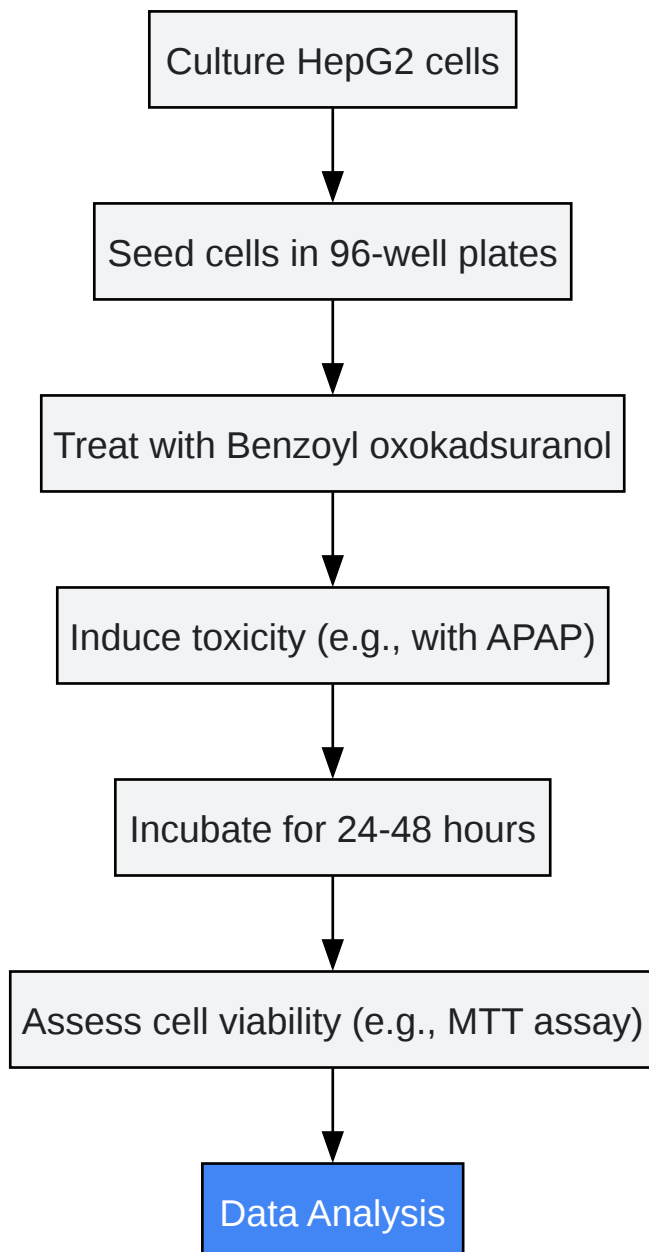 Culture HepG2 cells
Seed cells in 96-well plates
Treat with Benzoyl oxokadsuranol
Induce toxicity (e.g., with APAP)
Incubate for 24-48 hours
Assess cell viability (e.g., MTT assay)
Data Analysis